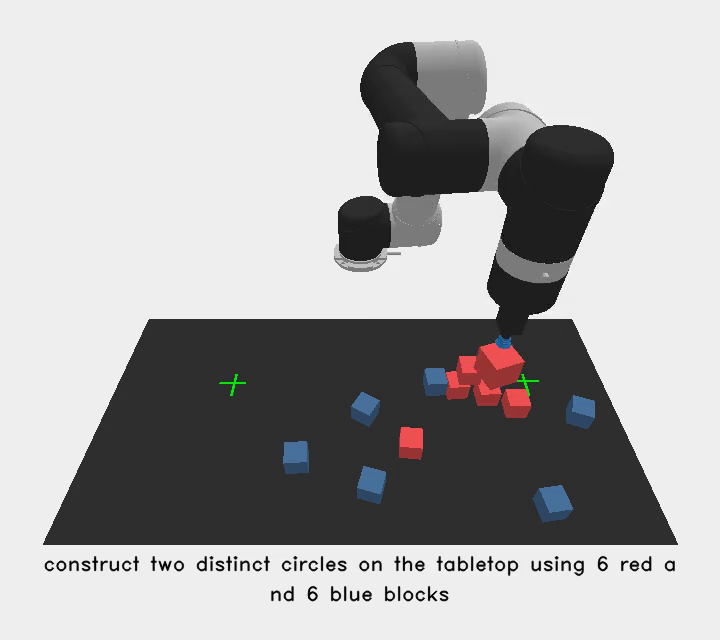 construct two distinct circles on the tabletop using 6 red a
nd 6 blue blocks